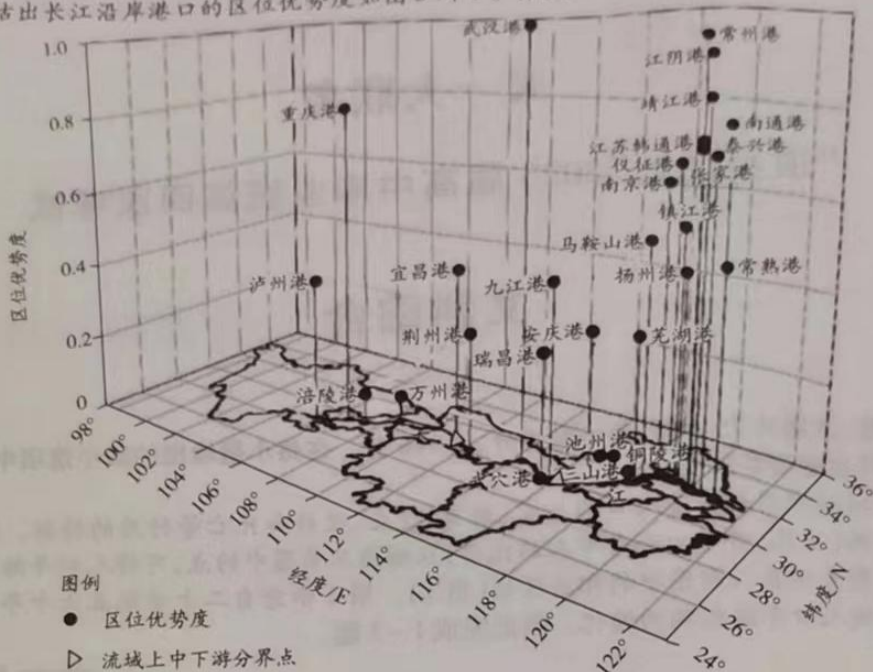 估出长江沿岸港口的区位优势度如图
区位优势度
1.0
0.8
0.6
0.4
0.2
0
武汉港
常州港
江阴港
重庆港
靖江港
南通港
江苏韩通港
泰兴港
仪征港
张家港
南京港
镇江港
马鞍山港
泸州港
宜昌港
九江港
扬州港
常熟港
荆州港
安庆港
芜湖港
瑞昌港
涪陵港
万州港
池州港
铜陵港
武穴港
三山港
江
98°
100°
102°
104°
106°
108°
110°
112°
114°
116°
118°
120°
122°
经度/E
36°
34°
32°
30°
28°
26°
24°
纬度/N
图例
● 区位优势度
▷ 流域上中下游分界点